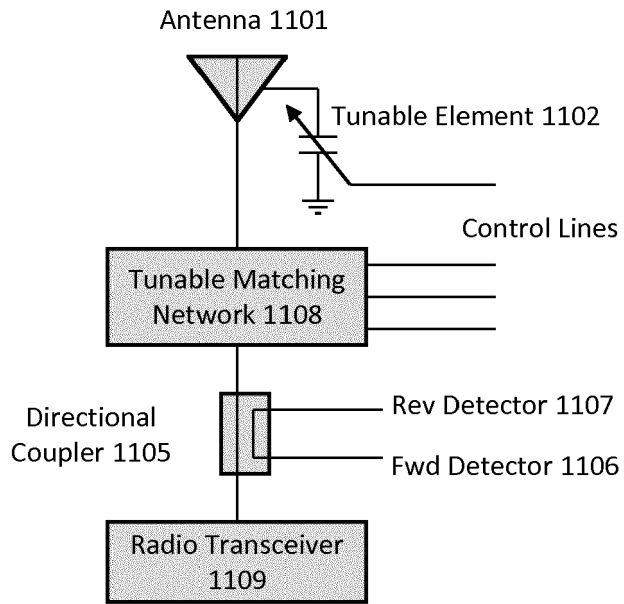 Antenna 1101
Tunable Element 1102
Control Lines
Tunable Matching
Network 1108
Directional
Coupler 1105
Rev Detector 1107
Fwd Detector 1106
Radio Transceiver
1109